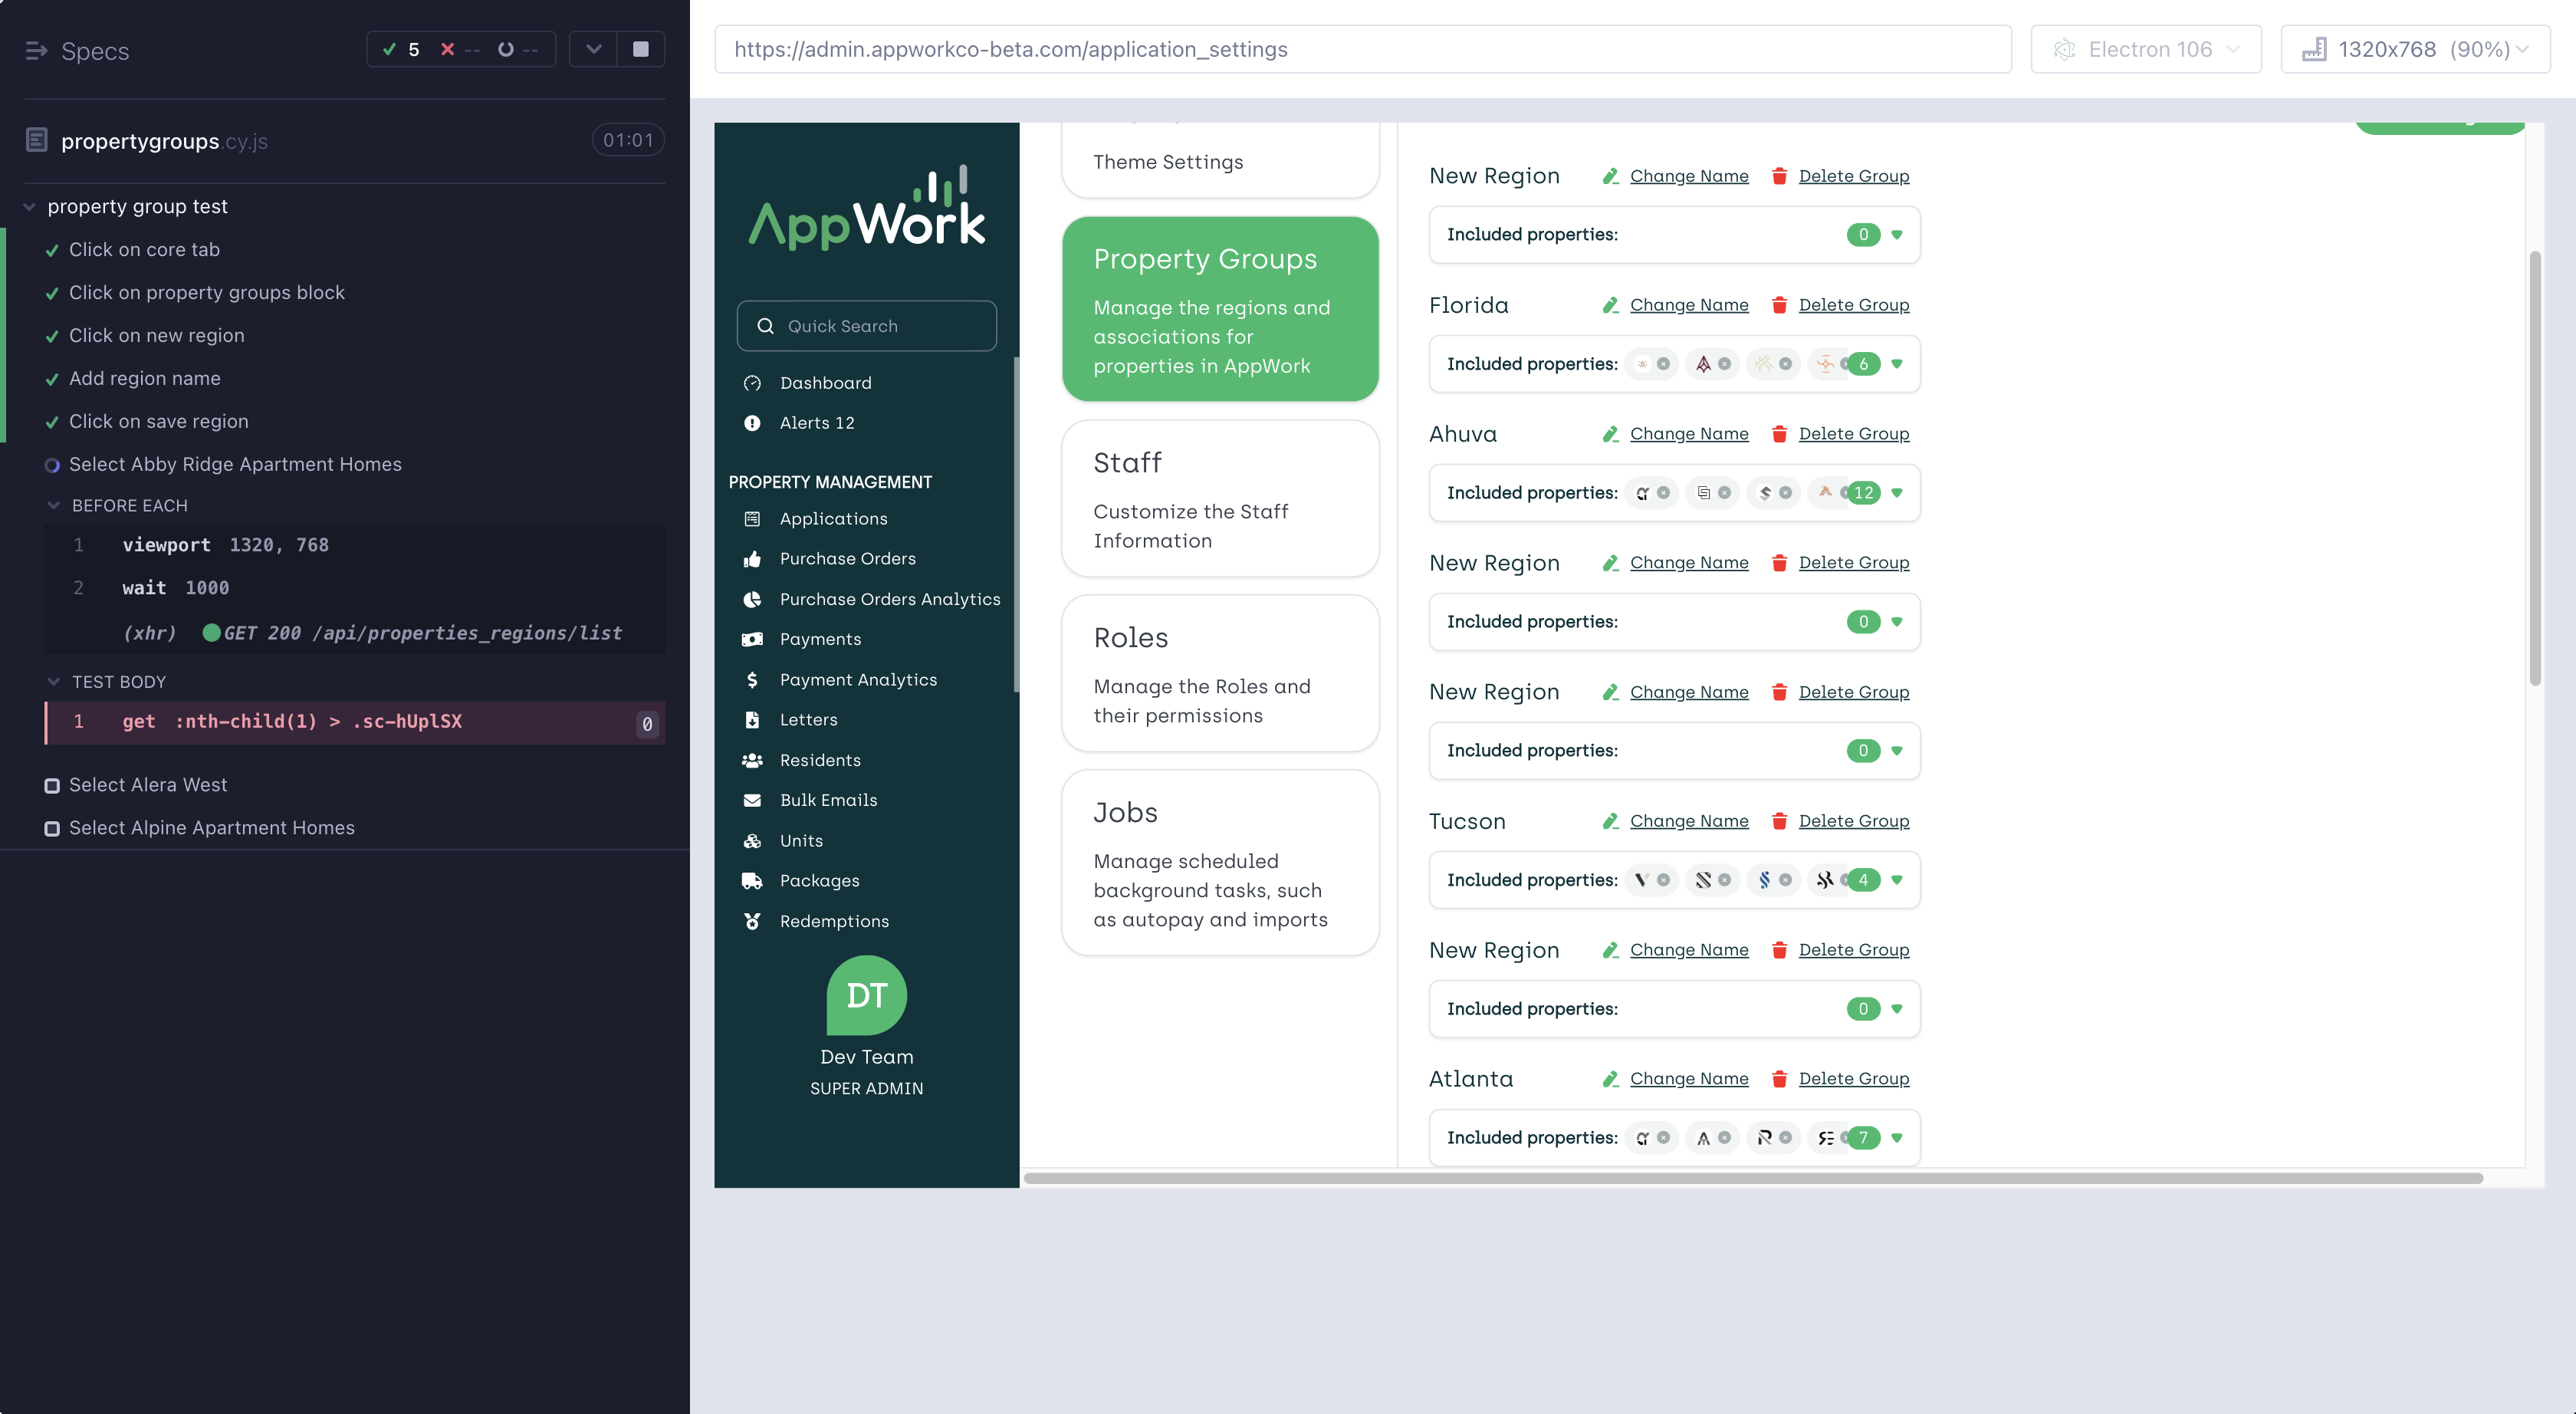 Specs
5
--
--
propertygroups.cy.js
01:01
property group test
Click on core tab
Click on property groups block
Click on new region
Add region name
Click on save region
Select Abby Ridge Apartment Homes
BEFORE EACH
1 viewport 1320, 768
2 wait 1000
(xhr) GET 200 /api/properties_regions/list
TEST BODY
1 get :nth-child(1) > .sc-hUplSX 0
Select Alera West
Select Alpine Apartment Homes
https://admin.appworkco-beta.com/application_settings
Electron 106
1320x768 (90%)
AppWork
Quick Search
Dashboard
Alerts 12
PROPERTY MANAGEMENT
Applications
Purchase Orders
Purchase Orders Analytics
Payments
Payment Analytics
Letters
Residents
Bulk Emails
Units
Packages
Redemptions
DT
Dev Team
SUPER ADMIN
Theme Settings
Property Groups
Manage the regions and
associations for
properties in AppWork
Staff
Customize the Staff
Information
Roles
Manage the Roles and
their permissions
Jobs
Manage scheduled
background tasks, such
as autopay and imports
New Region Change Name Delete Group
Included properties: 0
Florida Change Name Delete Group
Included properties: 6
Ahuva Change Name Delete Group
Included properties: 12
New Region Change Name Delete Group
Included properties: 0
New Region Change Name Delete Group
Included properties: 0
Tucson Change Name Delete Group
Included properties: 4
New Region Change Name Delete Group
Included properties: 0
Atlanta Change Name Delete Group
Included properties: 7